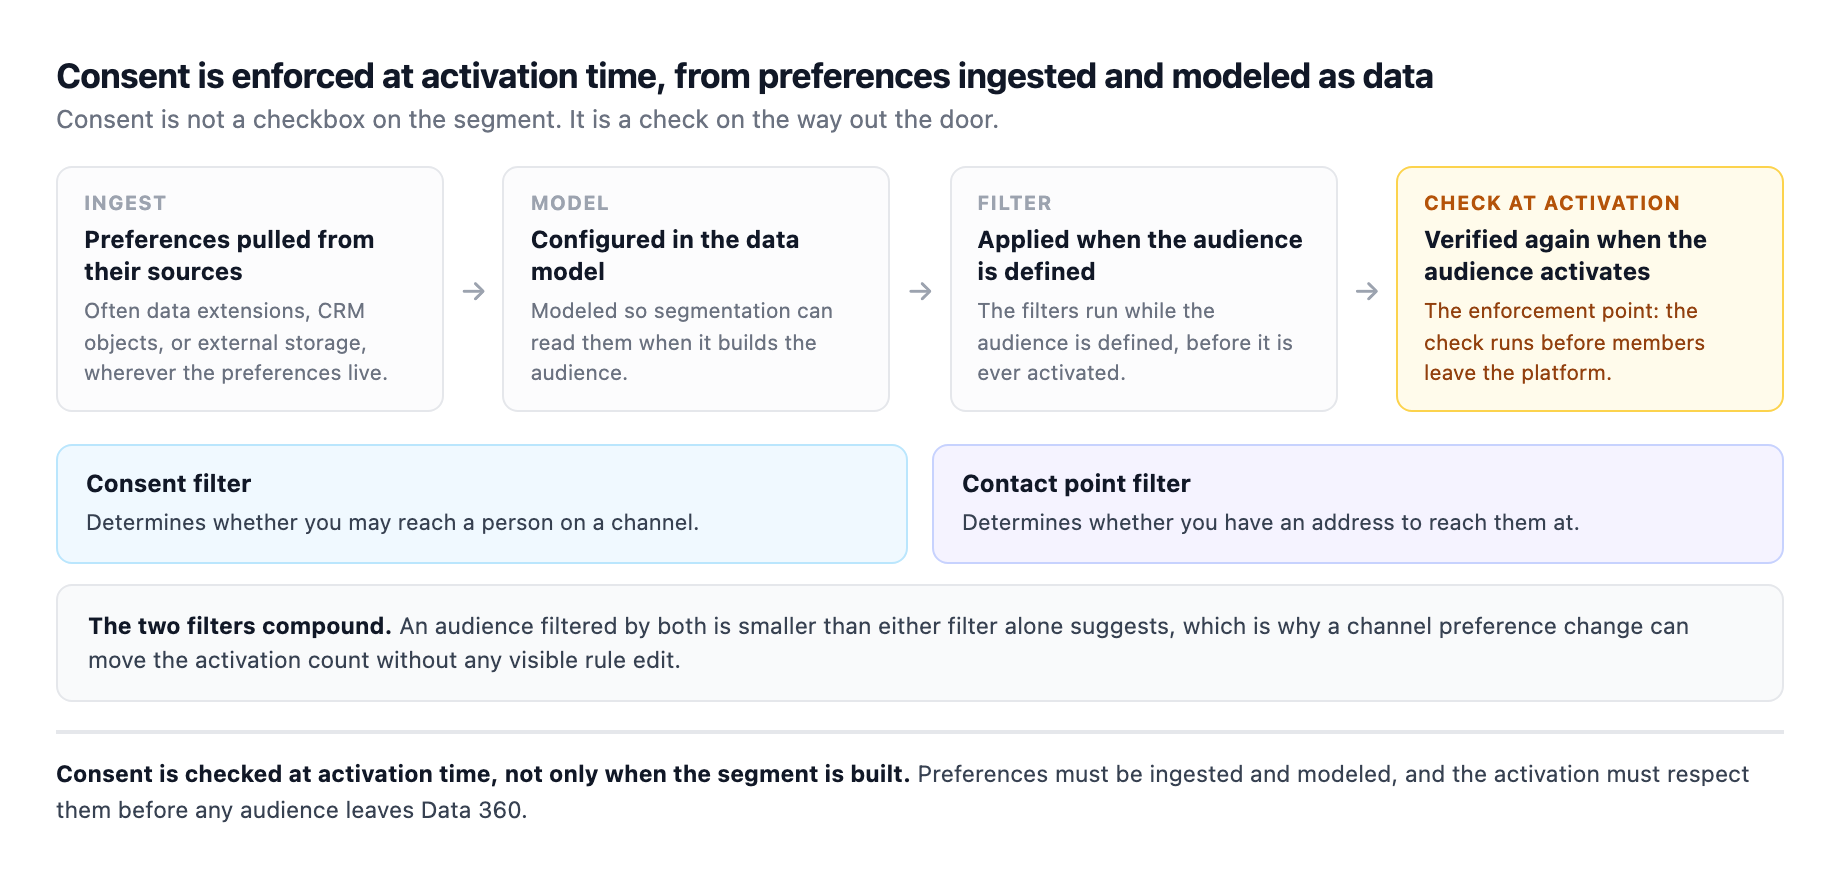 Consent is enforced at activation time, from preferences ingested and modeled as data
Consent is not a checkbox on the segment. It is a check on the way out the door.
INGEST
Preferences pulled from
their sources
Often data extensions, CRM
objects, or external storage,
wherever the preferences live.
→
MODEL
Configured in the data
model
Modeled so segmentation can
read them when it builds the
audience.
→
FILTER
Applied when the audience
is defined
The filters run while the
audience is defined, before it is
ever activated.
→
CHECK AT ACTIVATION
Verified again when the
audience activates
The enforcement point: the
check runs before members
leave the platform.
Consent filter
Determines whether you may reach a person on a channel.
Contact point filter
Determines whether you have an address to reach them at.
The two filters compound. An audience filtered by both is smaller than either filter alone suggests, which is why a channel preference change can
move the activation count without any visible rule edit.
Consent is checked at activation time, not only when the segment is built. Preferences must be ingested and modeled, and the activation must respect
them before any audience leaves Data 360.